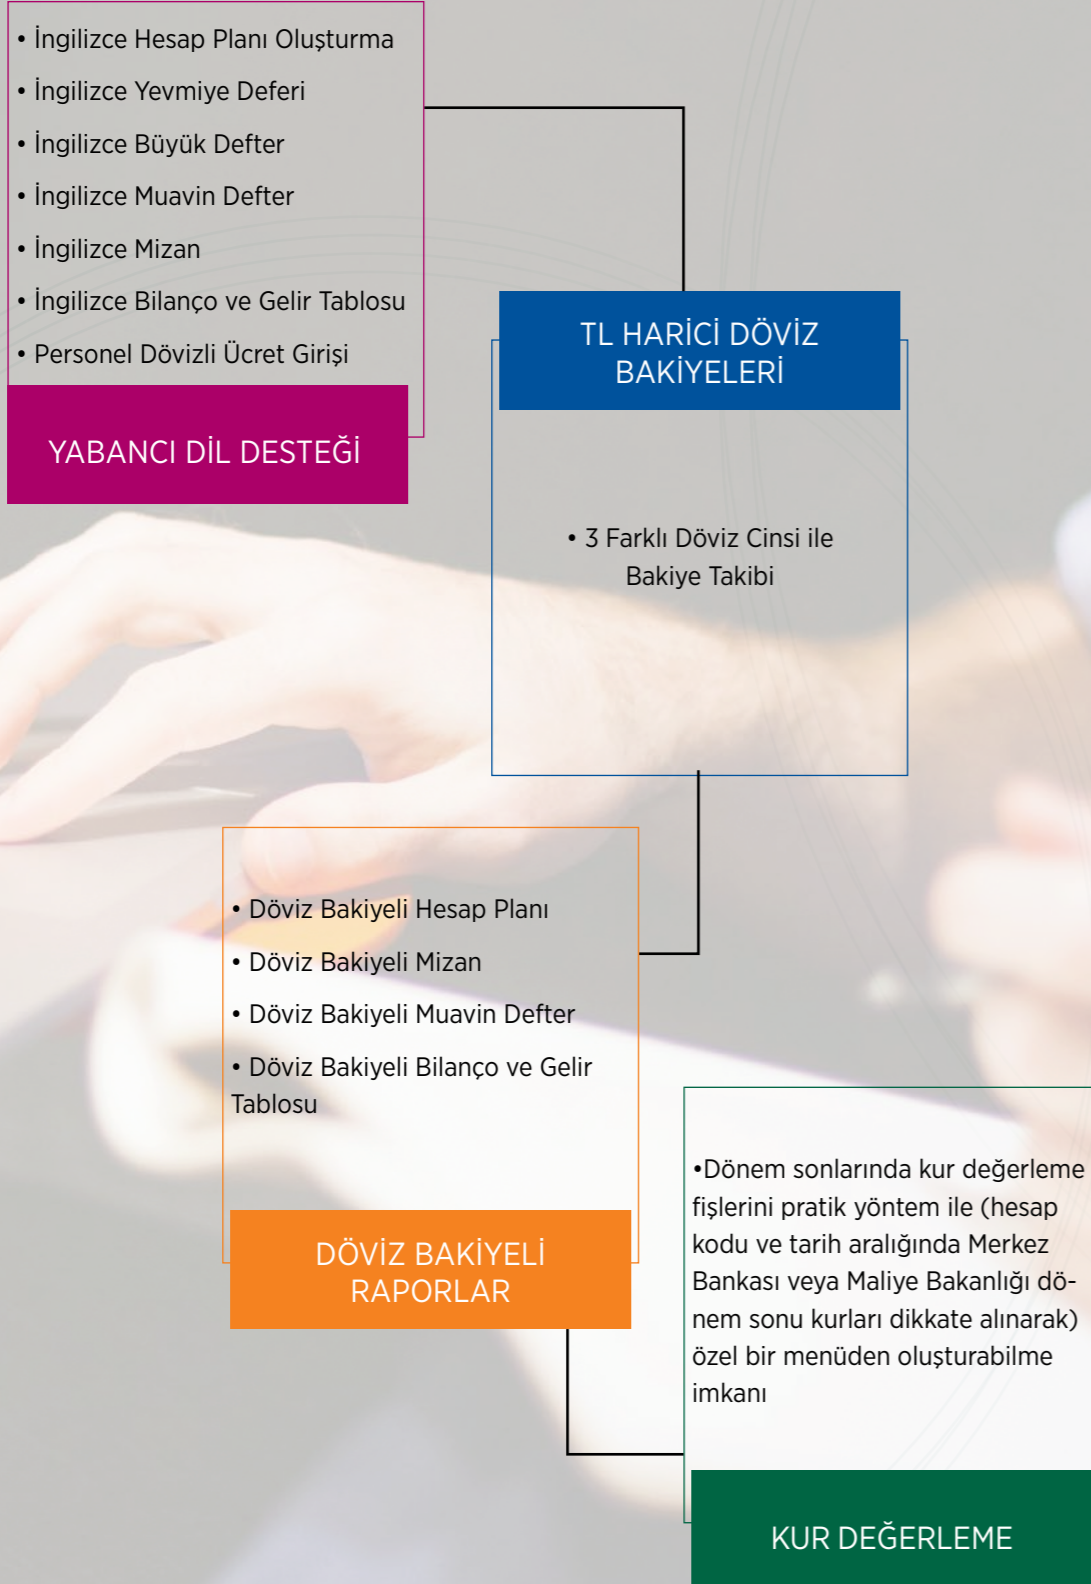 • İngilizce Hesap Planı Oluşturma
• İngilizce Yevmiye Deferi
• İngilizce Büyük Defter
• İngilizce Muavin Defter
• İngilizce Mizan
• İngilizce Bilanço ve Gelir Tablosu
• Personel Dövizli Ücret Girişi
YABANCI DİL DESTEĞİ
TL HARİCİ DÖVİZ
BAKİYELERİ
• 3 Farklı Döviz Cinsi ile
Bakiye Takibi
• Döviz Bakiyeli Hesap Planı
• Döviz Bakiyeli Mizan
• Döviz Bakiyeli Muavin Defter
• Döviz Bakiyeli Bilanço ve Gelir
Tablosu
DÖVİZ BAKİYELİ
RAPORLAR
•Dönem sonlarında kur değerleme
fişlerini pratik yöntem ile (hesap
kodu ve tarih aralığında Merkez
Bankası veya Maliye Bakanlığı dö-
nem sonu kurları dikkate alınarak)
özel bir menüden oluşturabilme
imkanı
KUR DEĞERLEME